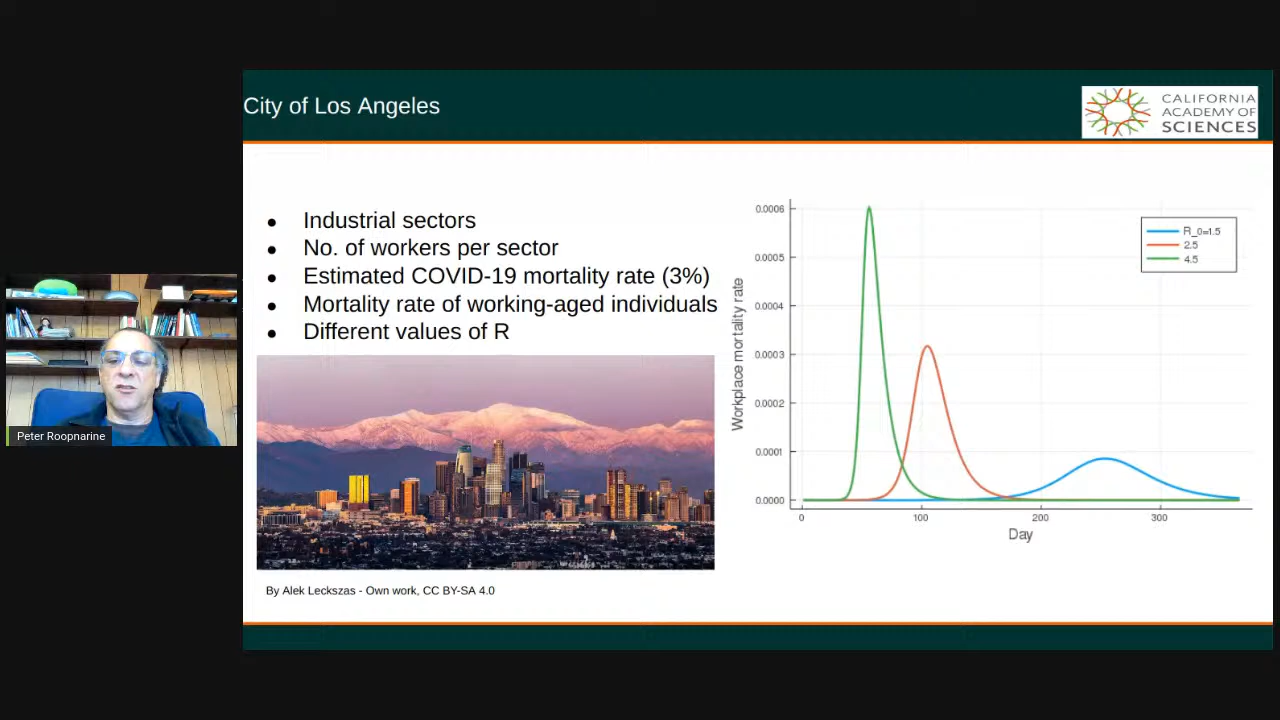 City of Los Angeles
CALIFORNIA
ACADEMY OF
SCIENCES
● Industrial sectors
● No. of workers per sector
● Estimated COVID-19 mortality rate (3%)
● Mortality rate of working-aged individuals
● Different values of R
By Alek Leckszas - Own work, CC BY-SA 4.0
Workplace mortality rate
0.0006
0.0005
0.0004
0.0003
0.0002
0.0001
0.0000
0 100 200 300
Day
R_0=1.5
2.5
4.5
Peter Roopnarine